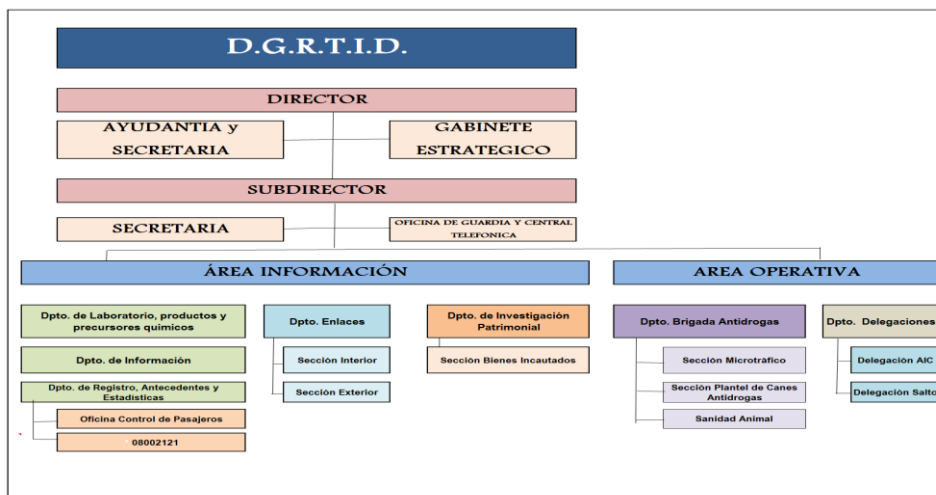 D.G.R.T.I.D.
DIRECTOR
AYUDANTIA y
SECRETARIA
GABINETE
ESTRATEGICO
SUBDIRECTOR
SECRETARIA
OFICINA DE GUARDIA Y CENTRAL
TELEFONICA
ÁREA INFORMACIÓN
AREA OPERATIVA
Dpto. de Laboratorio, productos y
precursores quimicos
Dpto. de Información
Dpto. de Registro, Antecedentes y
Estadísticas
Oficina Control de Pasajeros
08002121
Dpto. Enlaces
Sección Interior
Sección Exterior
Dpto. de Investigación
Patrimonial
Sección Bienes Incautados
Dpto. Brigada Antidrogas
Sección Microtráfico
Sección Plantel de Canes
Antidrogas
Sanidad Animal
Dpto. Delegaciones
Delegación AIC
Delegación Salto